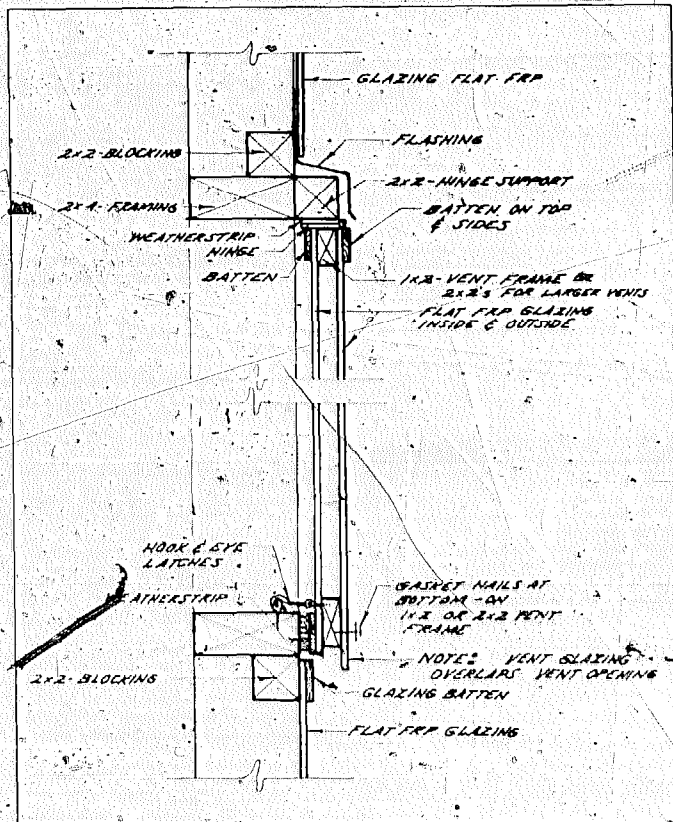 GLAZING FLAT FRP
FLASHING
2x2-BLOCKING
2x2-HINGE SUPPORT
2x4-FRAMING
BATTEN ON TOP
& SIDES
WEATHERSTRIP
HINGE
BATTEN
1x2-VENT FRAME OR
2x2's FOR LARGER VENTS
FLAT FRP GLAZING
INSIDE & OUTSIDE
HOOK & EYE
LATCHES
ATHERSTRIP
GASKET NAILS AT
BOTTOM-ON
1x2 OR 2x2 VENT
FRAME
NOTE: VENT GLAZING
OVERLAPS VENT OPENING
2x2-BLOCKING
GLAZING BATTEN
FLAT FRP GLAZING